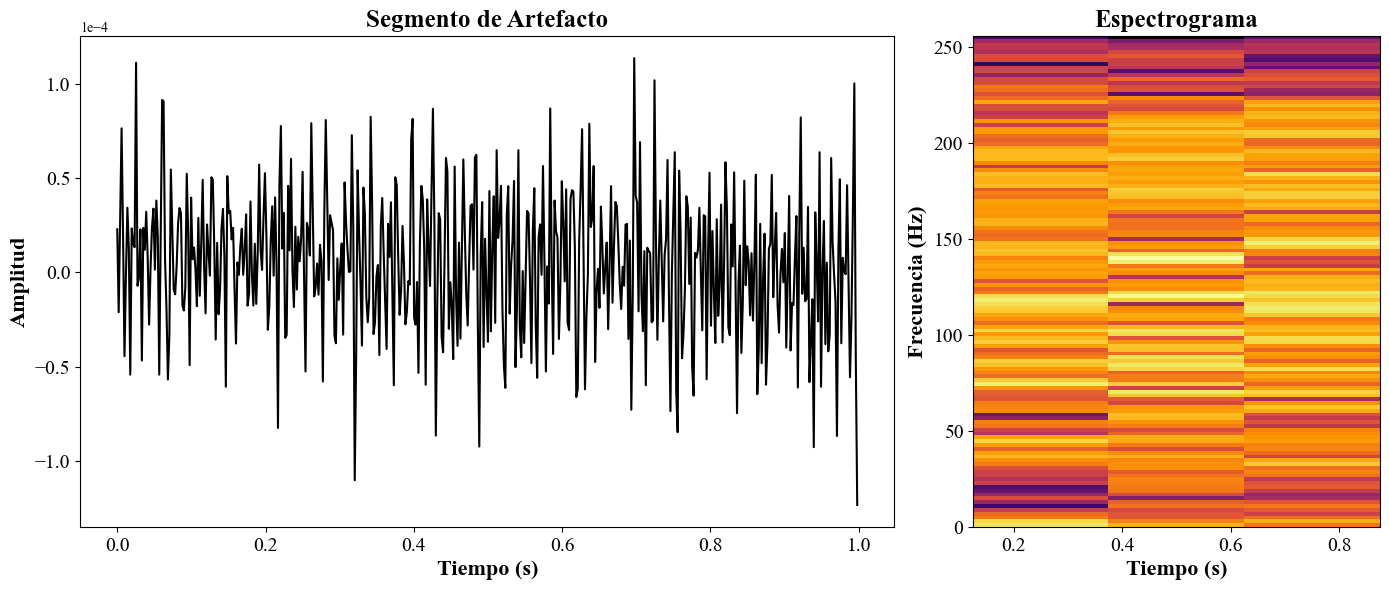 Segmento de Artefacto
1e−4
1.0
0.5
0.0
−0.5
−1.0
Amplitud
0.0 0.2 0.4 0.6 0.8 1.0
Tiempo (s)
Espectrograma
250
200
150
100
50
0
Frecuencia (Hz)
0.2 0.4 0.6 0.8
Tiempo (s)